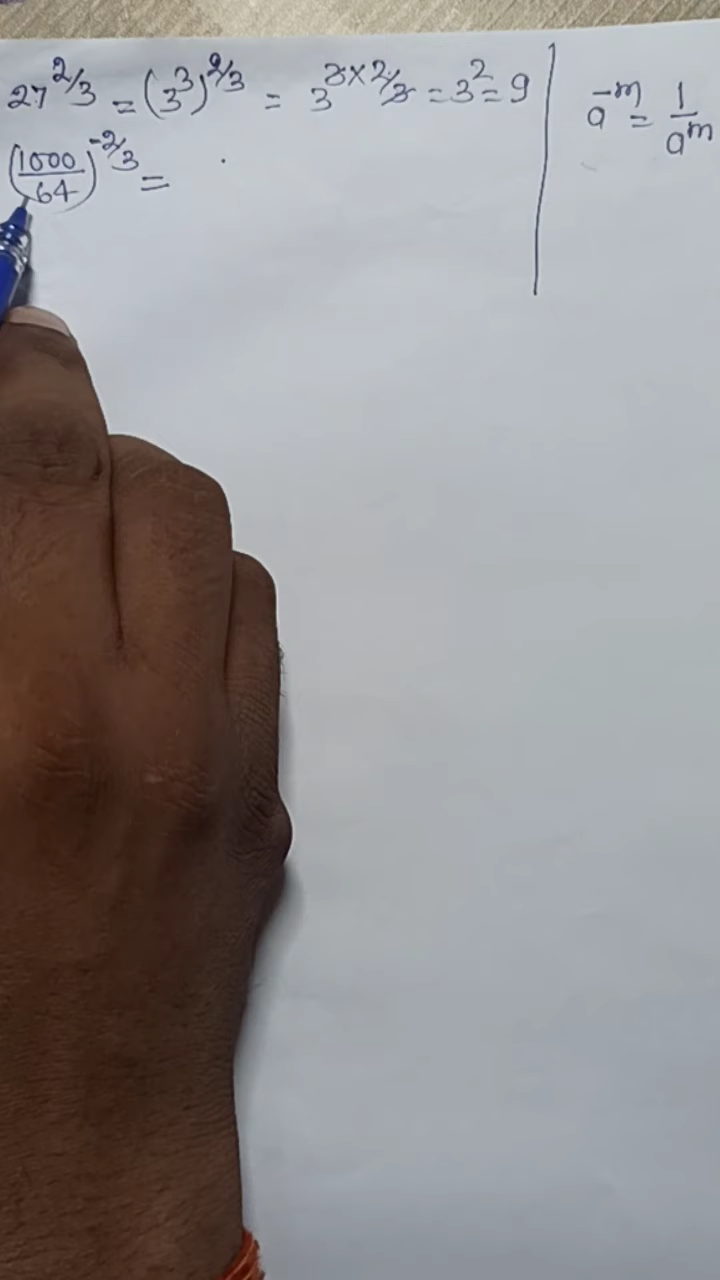 27^{2/3} = (3^3)^{2/3} = 3^{3×2/3} = 3^2 = 9
(1000/64)^{-2/3} =
a^{-m} = 1/a^m